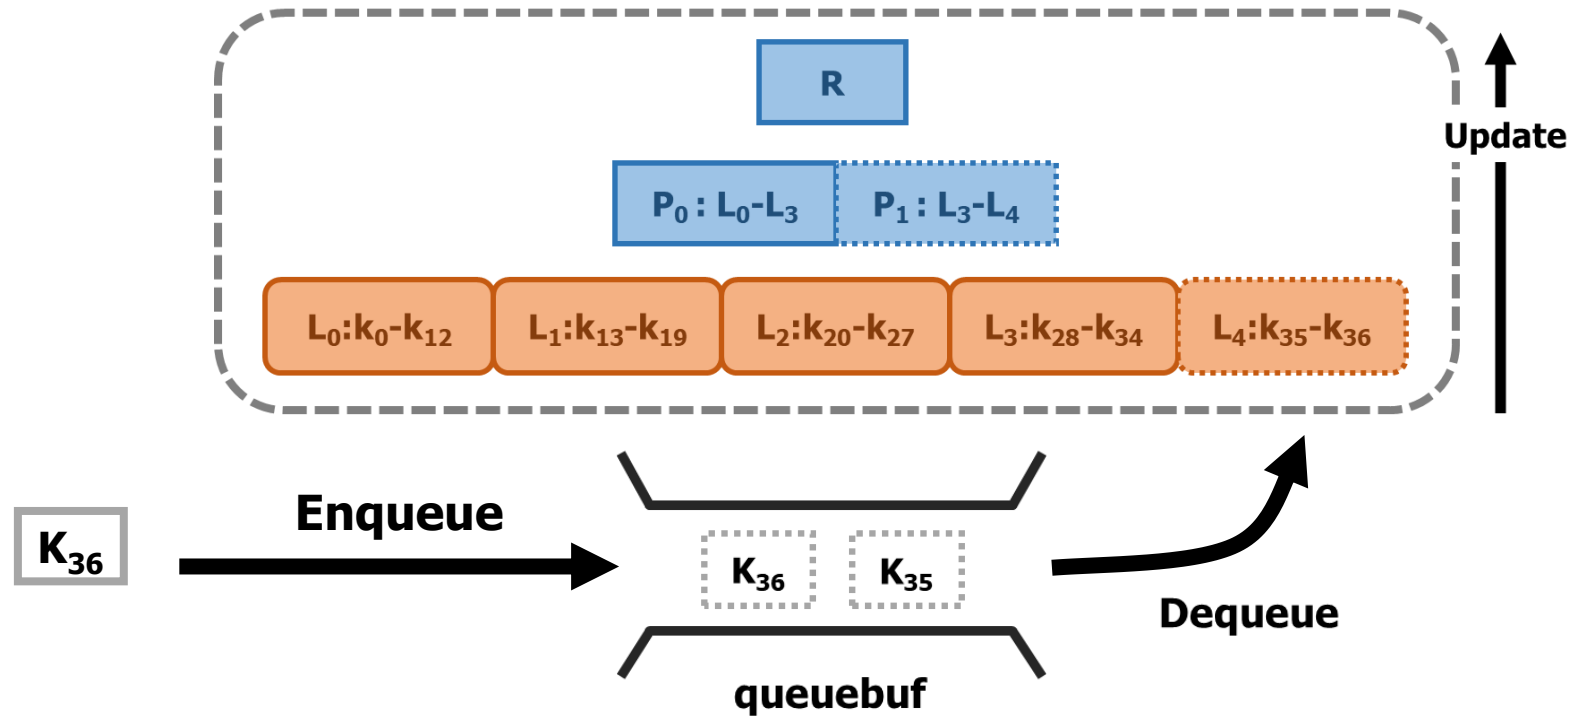 R
Update
P₀ : L₀-L₃
P₁ : L₃-L₄
L₀:k₀-k₁₂
L₁:k₁₃-k₁₉
L₂:k₂₀-k₂₇
L₃:k₂₈-k₃₄
L₄:k₃₅-k₃₆
Enqueue
K₃₆
K₃₆
K₃₅
Dequeue
queuebuf